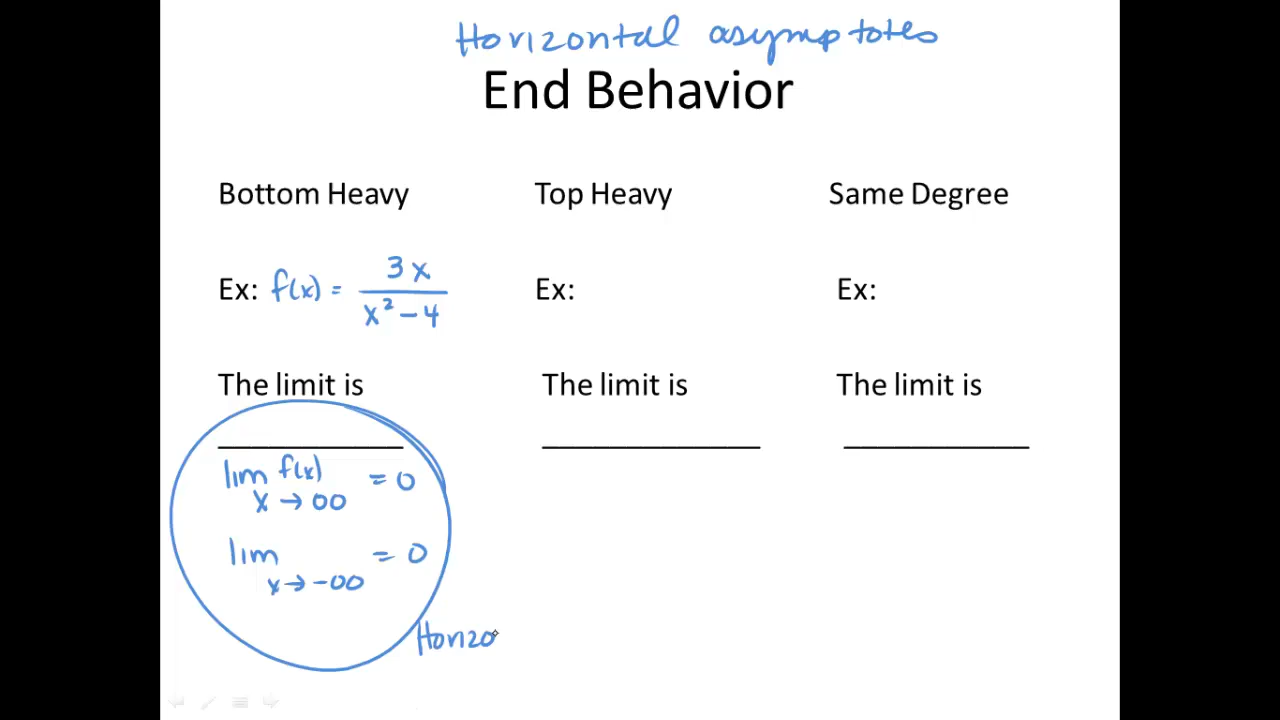 Horizontal asymptotes
End Behavior
Bottom Heavy
Top Heavy
Same Degree
Ex: f(x) = 3x / x² - 4
Ex:
Ex:
The limit is
The limit is
The limit is
lim f(x) = 0
x → ∞
lim = 0
x → -∞
Horizo